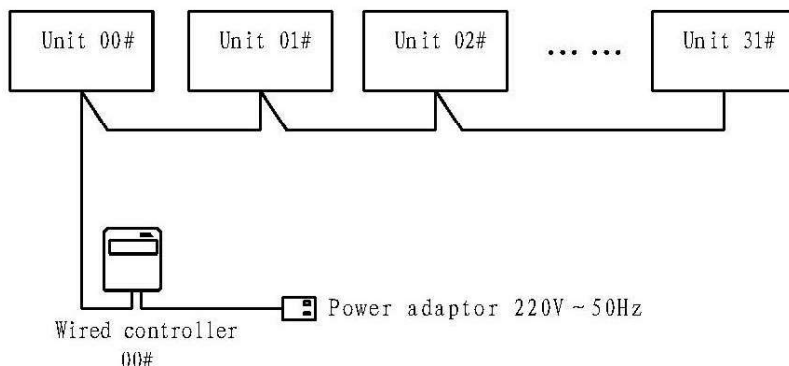 Unit 00# Unit 01# Unit 02# ... ... Unit 31#
Power adaptor 220V ~ 50Hz
Wired controller
00#